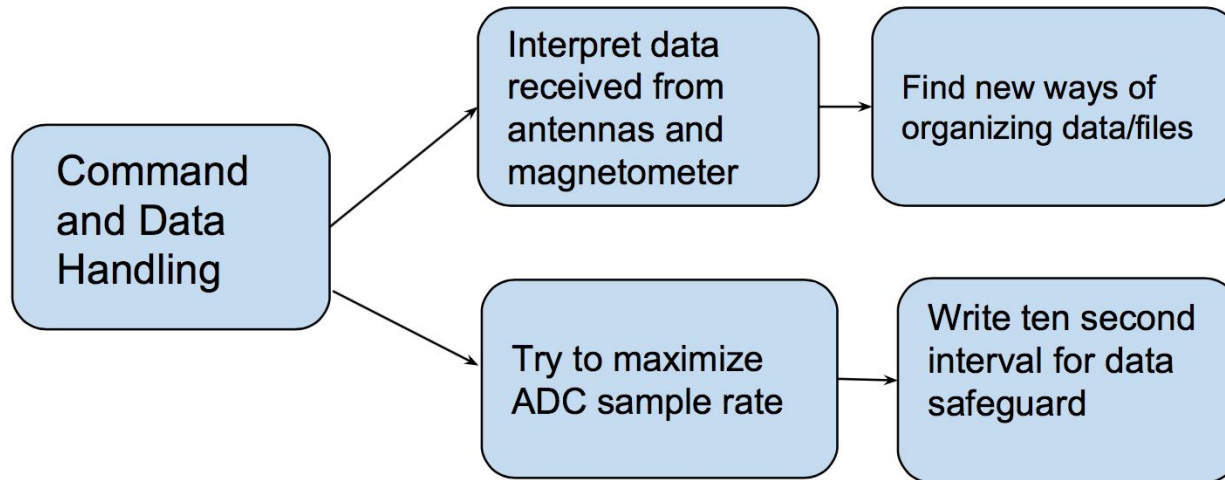 Command
and Data
Handling
Interpret data
received from
antennas and
magnetometer
Find new ways of
organizing data/files
Try to maximize
ADC sample rate
Write ten second
interval for data
safeguard